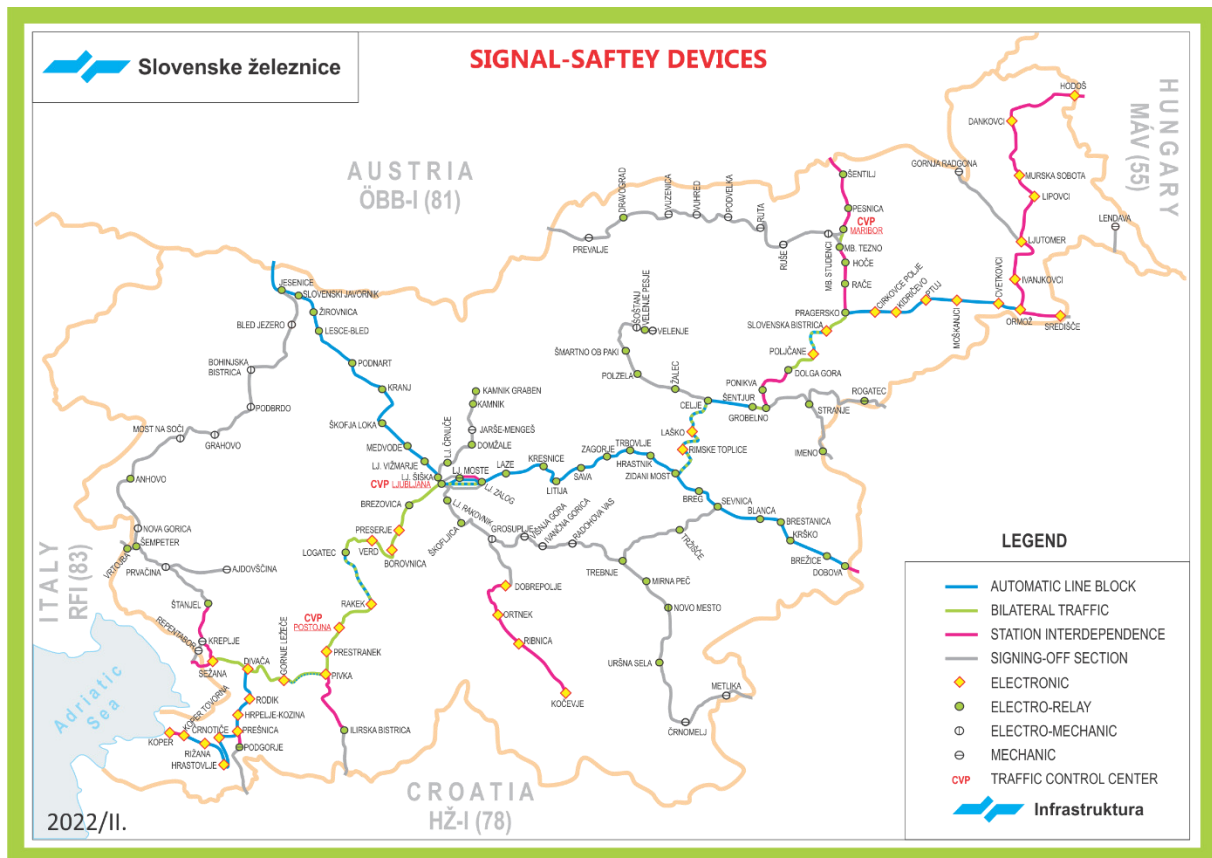 Slovenske železnice
SIGNAL-SAFTEY DEVICES
AUSTRIA
ÖBB-I (81)
HUNGARY
MÁV (55)
ITALY
RFI (83)
CROATIA
HŽ-I (78)
Adriatic
Sea
HODOŠ
DANKOVCI
GORNJA RADGONA
MURSKA SOBOTA
LIPOVCI
LENDAVA
LJUTOMER
IVANJKOVCI
CVETKOVCI
ORMOŽ
SREDIŠČE
MOŠKANJCI
PTUJ
KIDRIČEVO
CIRKOVCE POLJE
PRAGERSKO
ŠENTILJ
PESNICA
CVP
MARIBOR
MB. TEZNO
MB. STUDENCI
HOČE
RAČE
RUŠE
RUTA
PODVELKA
VUHRED
VUZENICA
DRAVOGRAD
PREVALJE
SLOVENSKA BISTRICA
POLJČANE
DOLGA GORA
PONIKVA
ŠENTJUR
GROBELNO
ROGATEC
STRANJE
IMENO
ŠOŠTANJ
VELENJE PESJE
VELENJE
ŠMARTNO OB PAKI
POLZELA
ŽALEC
CELJE
LAŠKO
RIMSKE TOPLICE
JESENICE
SLOVENSKI JAVORNIK
ŽIROVNICA
LESCE-BLED
BLED JEZERO
BOHINJSKA
BISTRICA
PODNART
KRANJ
PODBRDO
GRAHOVO
MOST NA SOČI
ŠKOFJA LOKA
MEDVODE
LJ. VIŽMARJE
LJ. ŠIŠKA
CVP LJUBLJANA
KAMNIK GRABEN
KAMNIK
JARŠE-MENGEŠ
DOMŽALE
LJ. ČRNUČE
LJ. MOSTE
LJ. ZALOG
LAZE
KRESNICE
LITIJA
SAVA
ZAGORJE
TRBOVLJE
HRASTNIK
ZIDANI MOST
BREG
SEVNICA
BLANCA
BRESTANICA
KRŠKO
BREŽICE
DOBOVA
ANHOVO
NOVA GORICA
ŠEMPETER
VRTOJBA
PRVAČINA
AJDOVŠČINA
ŠTANJEL
REPENTABOR
KREPLJE
SEŽANA
DIVAČA
GORNJE LEŽEČE
BREZOVICA
PRESERJE
VERD
BOROVNICA
LOGATEC
RAKEK
CVP
POSTOJNA
PRESTRANEK
PIVKA
ILIRSKA BISTRICA
RODIK
HRPELJE-KOZINA
PREŠNICA
PODGORJE
KOPER TOVORNA
KOPER
ČRNOTIČE
RIŽANA
HRASTOVLJE
LJ. RAKOVNIK
ŠKOFLJICA
GROSUPLJE
VIŠNJA GORA
IVANČNA GORICA
RADOHOVA VAS
TREBNJE
TRŽIŠČE
MIRNA PEČ
NOVO MESTO
URŠNA SELA
METLIKA
ČRNOMELJ
DOBREPOLJE
ORTNEK
RIBNICA
KOČEVJE
LEGEND
AUTOMATIC LINE BLOCK
BILATERAL TRAFFIC
STATION INTERDEPENDENCE
SIGNING-OFF SECTION
ELECTRONIC
ELECTRO-RELAY
ELECTRO-MECHANIC
MECHANIC
CVP TRAFFIC CONTROL CENTER
Infrastruktura
2022/II.